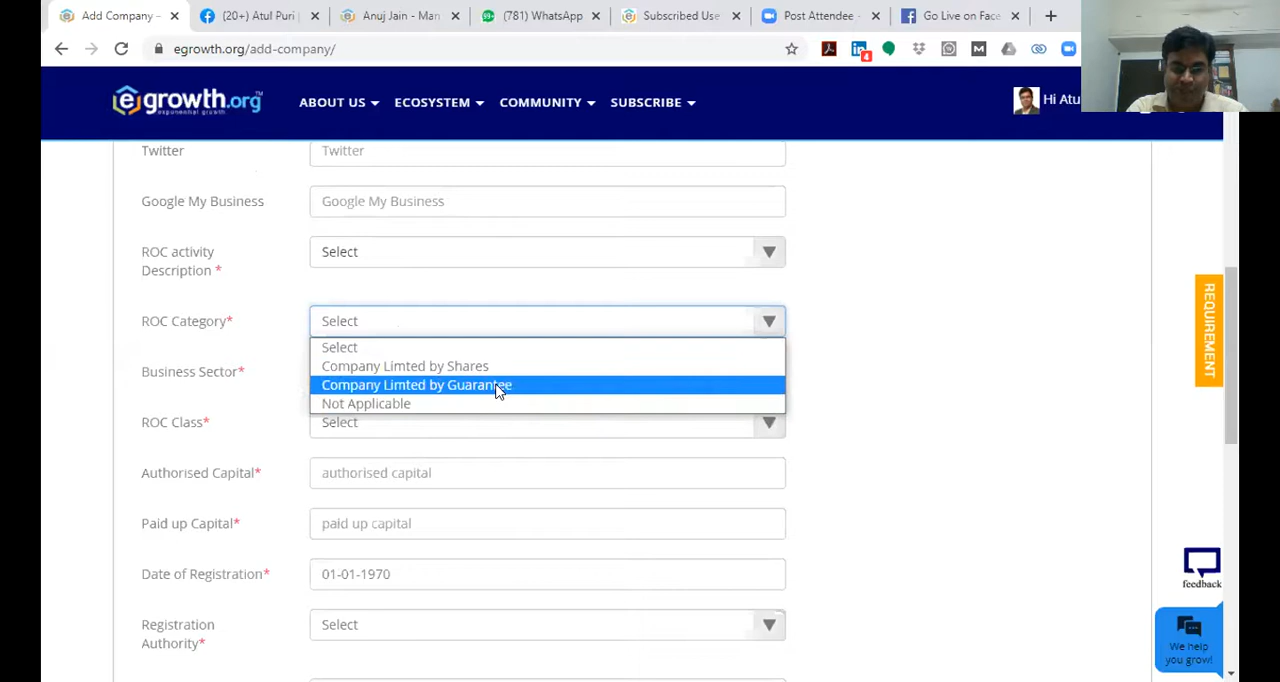 Add Company –
(20+) Atul Puri |
Anuj Jain - Man
(781) WhatsApp
Subscribed Use
Post Attendee -
Go Live on Face
egrowth.org/add-company/
4
egrowth.org™
exponential growth
ABOUT US
ECOSYSTEM
COMMUNITY
SUBSCRIBE
Hi Atu
Twitter
Twitter
Google My Business
Google My Business
ROC activity
Description *
Select
ROC Category*
Select
Select
Company Limted by Shares
Company Limted by Guarantee
Not Applicable
Business Sector*
ROC Class*
Select
Authorised Capital*
authorised capital
Paid up Capital*
paid up capital
Date of Registration*
01-01-1970
Registration
Authority*
Select
REQUIREMENT
feedback
We help
you grow!